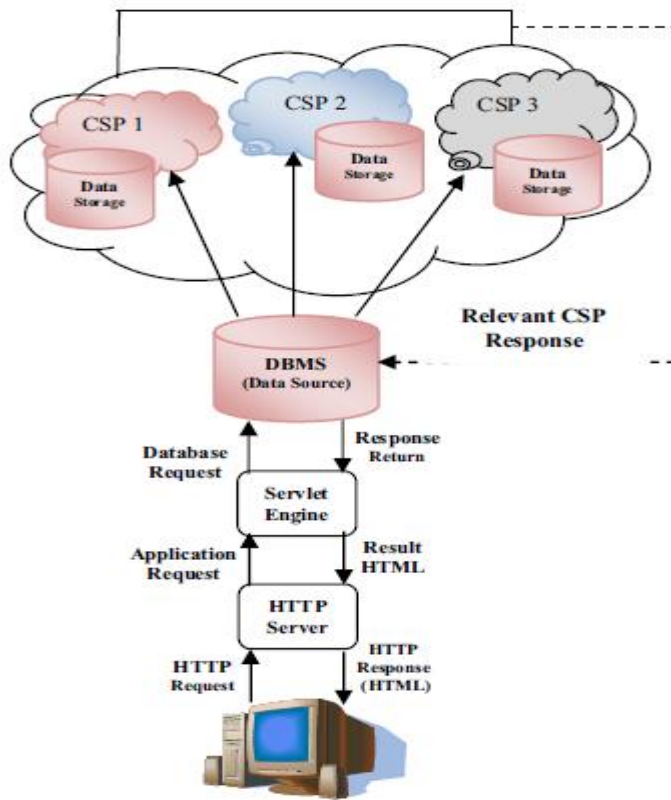 CSP 1
CSP 2
CSP 3
Data
Storage
Data
Storage
Data
Storage
Relevant CSP
Response
DBMS
(Data Source)
Database
Request
Response
Return
Servlet
Engine
Application
Request
Result
HTML
HTTP
Server
HTTP
Request
HTTP
Response
(HTML)